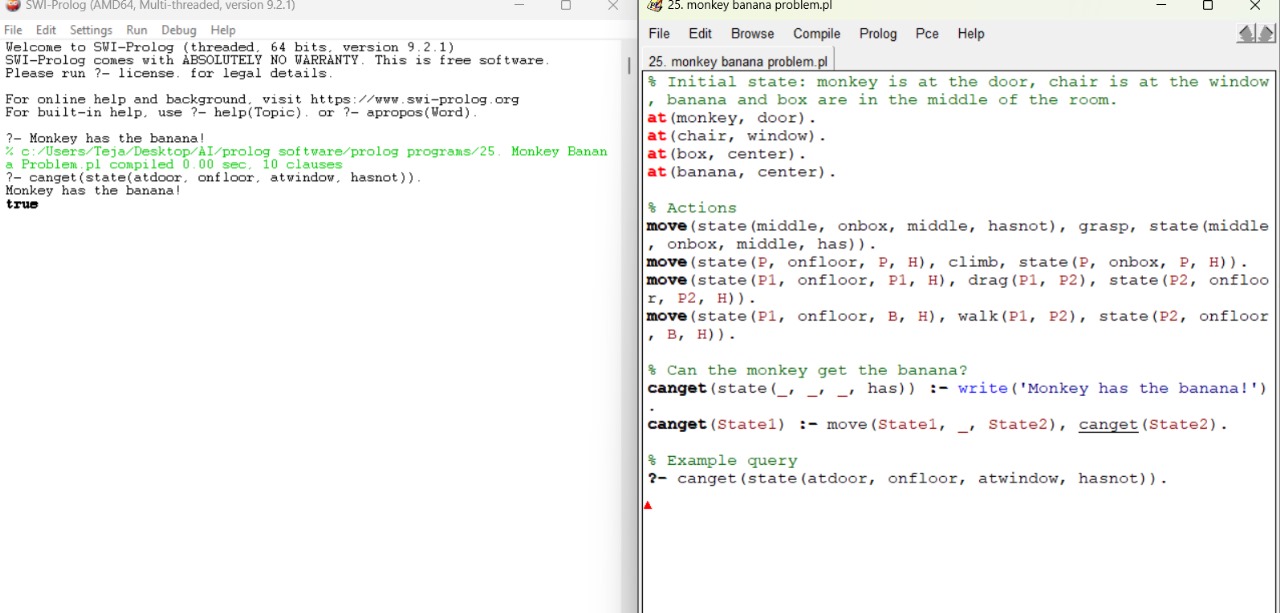 SWI-Prolog (AMD64, Multi-threaded, version 9.2.1)
File Edit Settings Run Debug Help
Welcome to SWI-Prolog (threaded, 64 bits, version 9.2.1)
SWI-Prolog comes with ABSOLUTELY NO WARRANTY. This is free software.
Please run ?- license. for legal details.
For online help and background, visit https://www.swi-prolog.org
For built-in help, use ?- help(Topic). or ?- apropos(Word).
?- Monkey has the banana!
% c:/Users/Teja/Desktop/AI/prolog software/prolog programs/25. Monkey Banan
a Problem.pl compiled 0.00 sec, 10 clauses
?- canget(state(atdoor, onfloor, atwindow, hasnot)).
Monkey has the banana!
true
25. monkey banana problem.pl
File Edit Browse Compile Prolog Pce Help
25. monkey banana problem.pl
% Initial state: monkey is at the door, chair is at the window
, banana and box are in the middle of the room.
at(monkey, door).
at(chair, window).
at(box, center).
at(banana, center).
% Actions
move(state(middle, onbox, middle, hasnot), grasp, state(middle
, onbox, middle, has)).
move(state(P, onfloor, P, H), climb, state(P, onbox, P, H)).
move(state(P1, onfloor, P1, H), drag(P1, P2), state(P2, onfloo
r, P2, H)).
move(state(P1, onfloor, B, H), walk(P1, P2), state(P2, onfloor
, B, H)).
% Can the monkey get the banana?
canget(state(_, _, _, has)) :- write('Monkey has the banana!')
.
canget(State1) :- move(State1, _, State2), canget(State2).
% Example query
?- canget(state(atdoor, onfloor, atwindow, hasnot)).